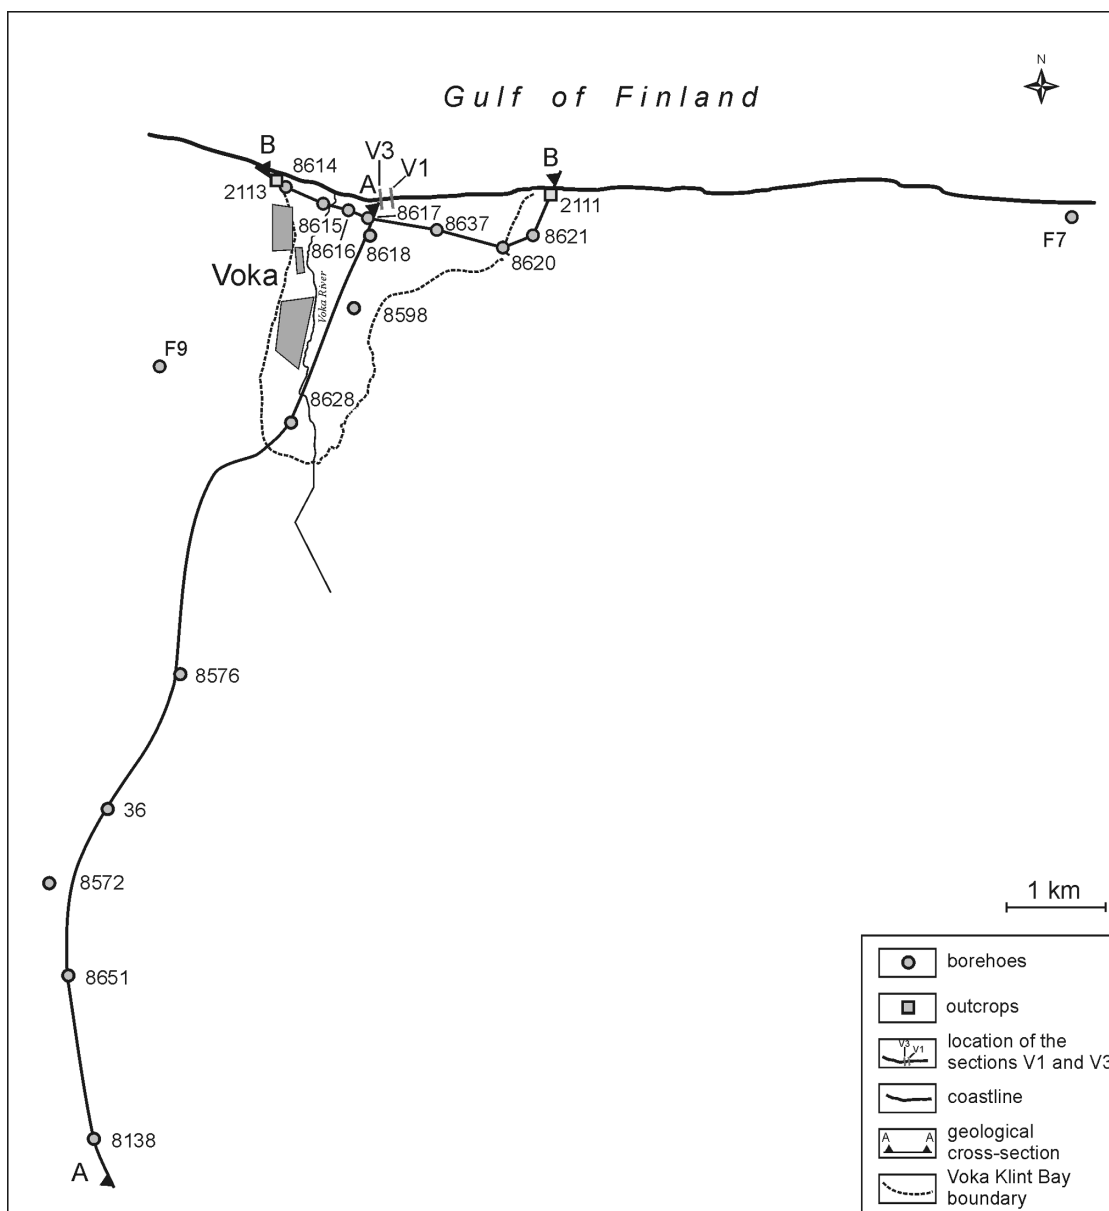 N
Gulf of Finland
B
8614
V3
V1
B
A
2113
2111
8617
8615
8637
F7
8616
8618
8621
8620
Voka
Voka River
8598
F9
8628
8576
36
8572
1 km
8651
borehoes
outcrops
V3
V1
location of the
sections V1 and V3
coastline
8138
A
A
A
geological
cross-section
Voka Klint Bay
boundary